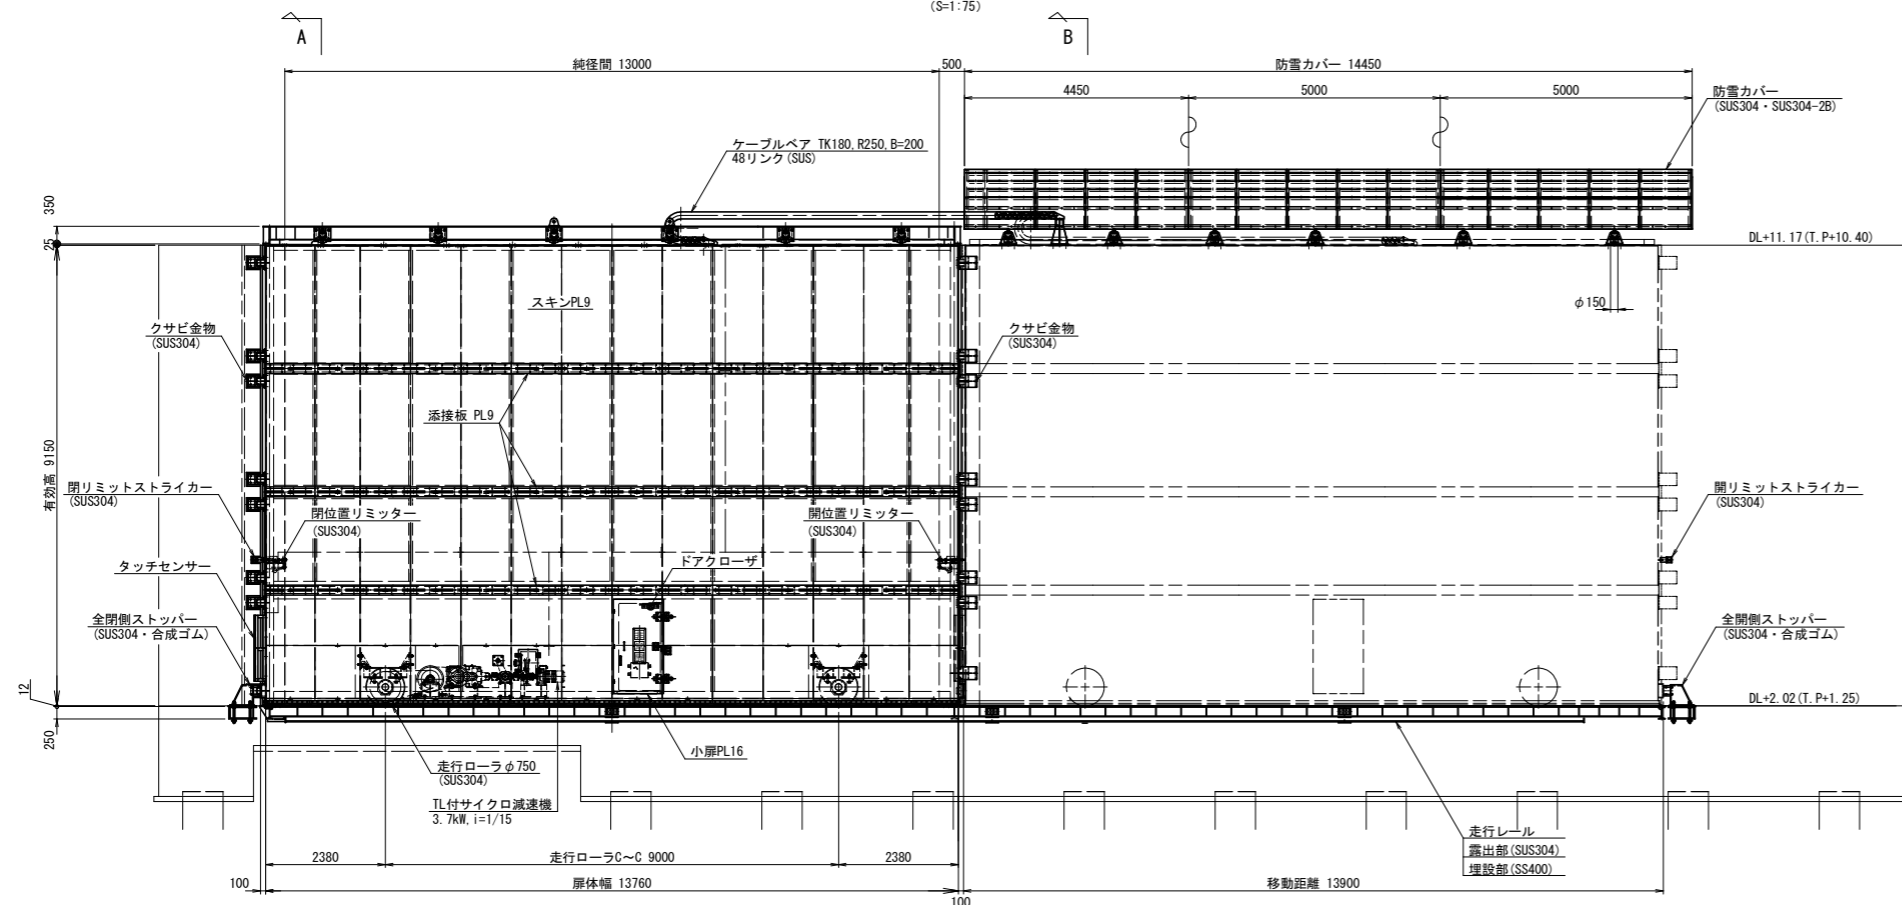 (S=1:75)
A
B
純径間 13000
500
防雪カバー 14450
4450
5000
5000
防雪カバー
(SUS304・SUS304-2B)
ケーブルベア TK180,R250,B=200
48リンク(SUS)
350
25
DL+11.17(T.P+10.40)
スキンPL9
φ150
クサビ金物
(SUS304)
クサビ金物
(SUS304)
添接板 PL9
有効高 9150
閉リミットストライカー
(SUS304)
閉位置リミッター
(SUS304)
開位置リミッター
(SUS304)
開リミットストライカー
(SUS304)
タッチセンサー
ドアクローザ
全閉側ストッパー
(SUS304・合成ゴム)
全開側ストッパー
(SUS304・合成ゴム)
12
DL+2.02(T.P+1.25)
250
小扉PL16
走行ローラφ750
(SUS304)
TL付サイクロ減速機
3.7kW,i=1/15
走行レール
露出部(SUS304)
埋設部(SS400)
2380
走行ローラC～C 9000
2380
100
扉体幅 13760
移動距離 13900
100